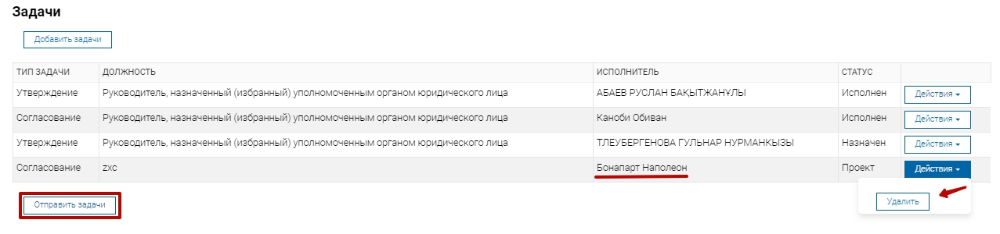 Задачи
Добавить задачи
ТИП ЗАДАЧИ ДОЛЖНОСТЬ ИСПОЛНИТЕЛЬ СТАТУС
Утверждение Руководитель, назначенный (избранный) уполномоченным органом юридического лица АБАЕВ РУСЛАН БАҚЫТЖАНҰЛЫ Исполнен Действия
Согласование Руководитель, назначенный (избранный) уполномоченным органом юридического лица Каноби Обиван Исполнен Действия
Утверждение Руководитель, назначенный (избранный) уполномоченным органом юридического лица ТЛЕУБЕРГЕНОВА ГУЛЬНАР НУРМАНКЫЗЫ Назначен Действия
Согласование zxc Бонапарт Наполеон Проект Действия
Отправить задачи Удалить